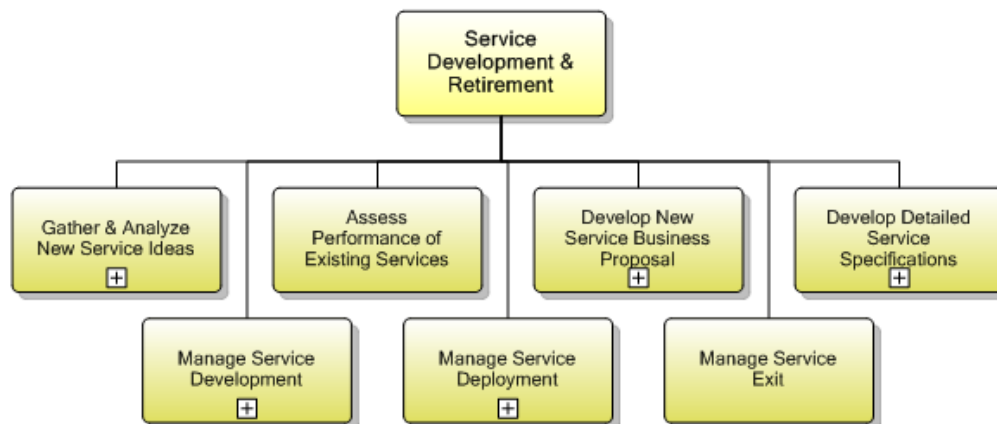 Service
Development &
Retirement
Gather & Analyze
New Service Ideas
Assess
Performance of
Existing Services
Develop New
Service Business
Proposal
Develop Detailed
Service
Specifications
Manage Service
Development
Manage Service
Deployment
Manage Service
Exit